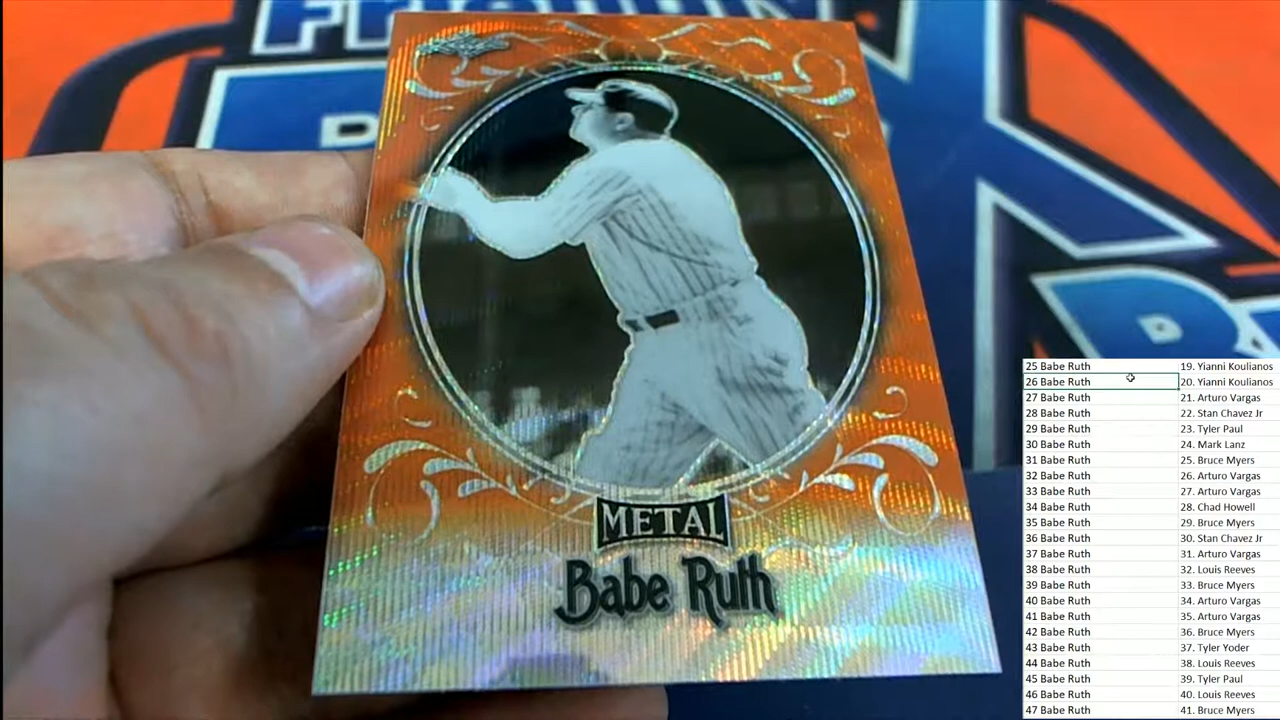 METAL
Babe Ruth
25 Babe Ruth 19. Yianni Koulianos
26 Babe Ruth 20. Yianni Koulianos
27 Babe Ruth 21. Arturo Vargas
28 Babe Ruth 22. Stan Chavez Jr
29 Babe Ruth 23. Tyler Paul
30 Babe Ruth 24. Mark Lanz
31 Babe Ruth 25. Bruce Myers
32 Babe Ruth 26. Arturo Vargas
33 Babe Ruth 27. Arturo Vargas
34 Babe Ruth 28. Chad Howell
35 Babe Ruth 29. Bruce Myers
36 Babe Ruth 30. Stan Chavez Jr
37 Babe Ruth 31. Arturo Vargas
38 Babe Ruth 32. Louis Reeves
39 Babe Ruth 33. Bruce Myers
40 Babe Ruth 34. Arturo Vargas
41 Babe Ruth 35. Arturo Vargas
42 Babe Ruth 36. Bruce Myers
43 Babe Ruth 37. Tyler Yoder
44 Babe Ruth 38. Louis Reeves
45 Babe Ruth 39. Tyler Paul
46 Babe Ruth 40. Louis Reeves
47 Babe Ruth 41. Bruce Myers